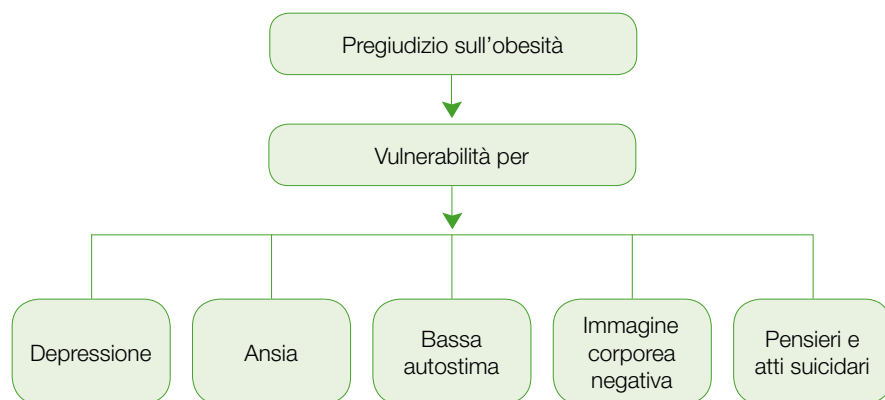 Pregiudizio sull'obesità
Vulnerabilità per
Depressione
Ansia
Bassa
autostima
Immagine
corporea
negativa
Pensieri e
atti suicidari